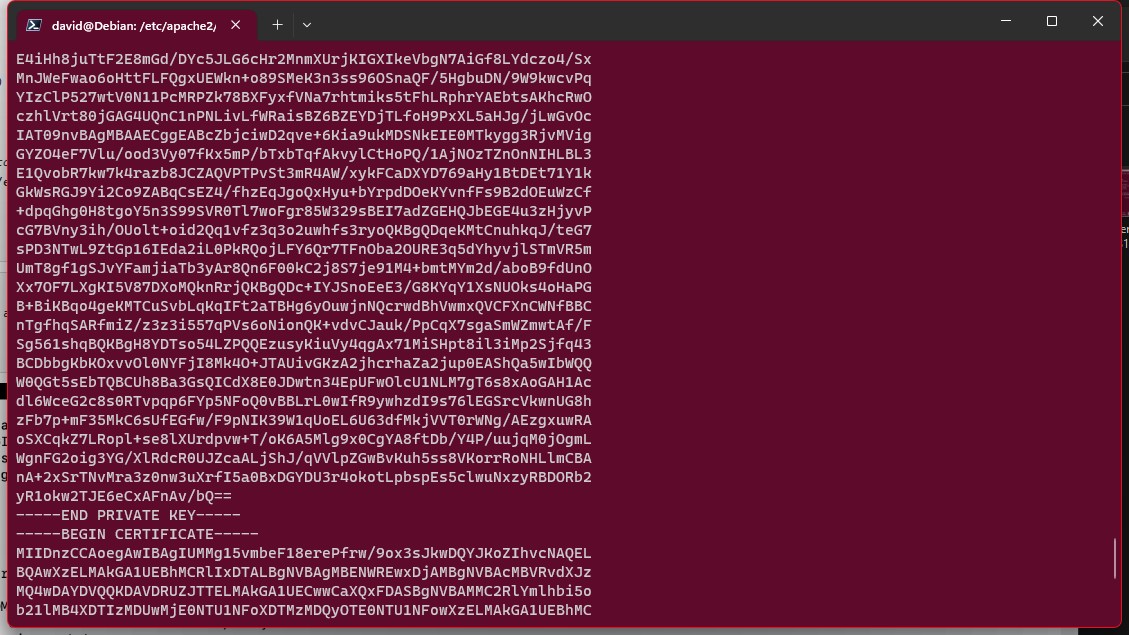 david@Debian: /etc/apache2/
E4iHh8juTtF2E8mGd/DYc5JLG6cHr2MnmXUrjKIGXIkeVbgN7AiGf8LYdczo4/Sx
MnJWeFwao6oHttFLFQgxUEWkn+o89SMeK3n3ss96OSnaQF/5HgbuDN/9W9kwcvPq
YIzClP527wtV0N11PcMRPZk78BXFyxfVNa7rhtmiks5tFhLRphrYAEbtsAKhcRwO
czhlVrt80jGAG4UQnC1nPNLivLfWRaisBZ6BZEYDjTLfoH9PxXL5aHJg/jLwGvOc
IAT09nvBAgMBAAECggEABcZbjciwD2qve+6Kia9ukMDSNkEIE0MTkygg3RjvMVig
GYZO4eF7Vlu/ood3Vy07fKx5mP/bTxbTqfAkvylCtHoPQ/1AjNOzTZnOnNIHLBL3
E1QvobR7kw7k4razb8JCZAQVPTPvSt3mR4AW/xykFCaDXYD769aHy1BtDEt71Y1k
GkWsRGJ9Yi2Co9ZABqCsEZ4/fhzEqJgoQxHyu+bYrpdDOeKYvnfFs9B2dOEuWzCf
+dpqGhg0H8tgoY5n3S99SVR0Tl7woFgr85W329sBEI7adZGEHQJbEGE4u3zHjyvP
cG7BVny3ih/OUolt+oid2Qq1vfz3q3o2uwhfs3ryoQKBgQDqeKMtCnuhkqJ/teG7
sPD3NTwL9ZtGp16IEda2iL0PkRQojLFY6Qr7TFnOba2OURE3q5dYhyvjlSTmVR5m
UmT8gf1gSJvYFamjiaTb3yAr8Qn6F00kC2j8S7je91M4+bmtMYm2d/aboB9fdUnO
Xx7OF7LXgKI5V87DXoMQknRrjQKBgQDc+IYJSnoEeE3/G8KYqY1XsNUOks4oHaPG
B+BiKBqo4geKMTCuSvbLqKqIFt2aTBHg6yOuwjnNQcrwdBhVwmxQVCFXnCWNfBBC
nTgfhqSARfmiZ/z3z3i557qPVs6oNionQK+vdvCJauk/PpCqX7sgaSmWZmwtAf/F
Sg561shqBQKBgH8YDTso54LZPQQEzusyKiuVy4qgAx71MiSHpt8il3iMp2Sjfq43
BCDbbgKbKOxvvOl0NYFjI8Mk4O+JTAUivGKzA2jhcrhaZa2jup0EAShQa5wIbWQQ
W0QGt5sEbTQBCUh8Ba3GsQICdX8E0JDwtn34EpUFwOlcU1NLM7gT6s8xAoGAH1Ac
dl6WceG2c8s0RTvpqp6FYp5NFoQ0vBBLrL0wIfR9ywhzdI9s76lEGSrcVkwnUG8h
zFb7p+mF35MkC6sUfEGfw/F9pNIK39W1qUoEL6U63dfMkjVVT0rWNg/AEzgxuwRA
oSXCqkZ7LRopl+se8lXUrdpvw+T/oK6A5Mlg9x0CgYA8ftDb/Y4P/uujqM0jOgmL
WgnFG2oig3YG/XlRdcR0UJZcaALjShJ/qVVlpZGwBvKuh5ss8VKorrRoNHLlmCBA
nA+2xSrTNvMra3z0nw3uXrfI5a0BxDGYDU3r4okotLpbspEs5clwuNxzyRBDORb2
yR1okw2TJE6eCxAFnAv/bQ==
-----END PRIVATE KEY-----
-----BEGIN CERTIFICATE-----
MIIDnzCCAoegAwIBAgIUMMg15vmbeF18erePfrw/9ox3sJkwDQYJKoZIhvcNAQEL
BQAwXzELMAkGA1UEBhMCRlIxDTALBgNVBAgMBENWREwxDjAMBgNVBAcMBVRvdXJz
MQ4wDAYDVQQKDAVDRUZJTTELMAkGA1UECwwCaXQxFDASBgNVBAMMC2RlYmlhbi5o
b21lMB4XDTIzMDUwMjE0NTU1NFoXDTMzMDQyOTE0NTU1NFowXzELMAkGA1UEBhMC